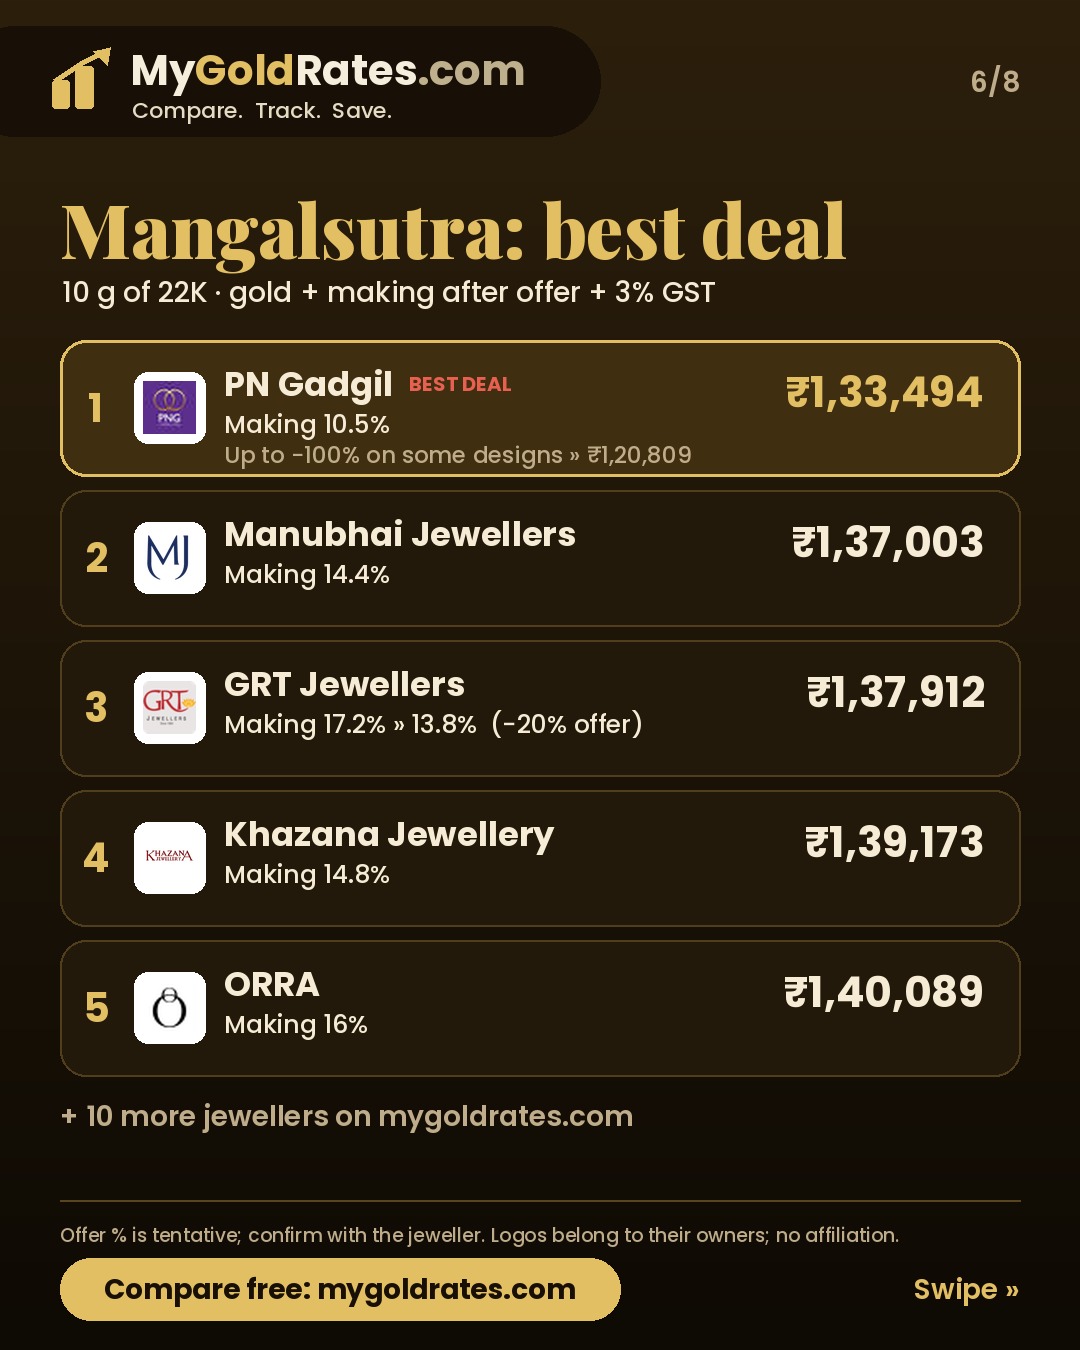 MyGoldRates.com
Compare. Track. Save.
6/8
Mangalsutra: best deal
10 g of 22K · gold + making after offer + 3% GST
1
PNG
PN Gadgil BEST DEAL
₹1,33,494
Making 10.5%
Up to -100% on some designs » ₹1,20,809
2
MJ
Manubhai Jewellers
₹1,37,003
Making 14.4%
3
GRT
JEWELLERS
GRT Jewellers
₹1,37,912
Making 17.2% » 13.8% (-20% offer)
4
KHAZANA
JEWELLERY
Khazana Jewellery
₹1,39,173
Making 14.8%
5
ORRA
₹1,40,089
Making 16%
+ 10 more jewellers on mygoldrates.com
Offer % is tentative; confirm with the jeweller. Logos belong to their owners; no affiliation.
Compare free: mygoldrates.com
Swipe »